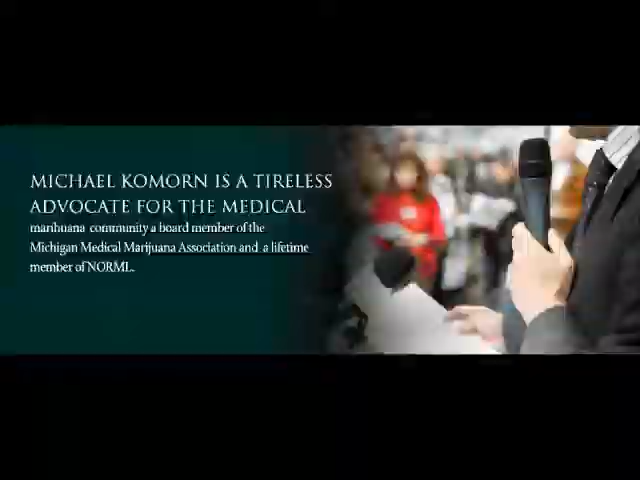 MICHAEL KOMORN IS A TIRELESS
ADVOCATE FOR THE MEDICAL
marihuana community a board member of the
Michigan Medical Marijuana Association and a lifetime
member of NORML.